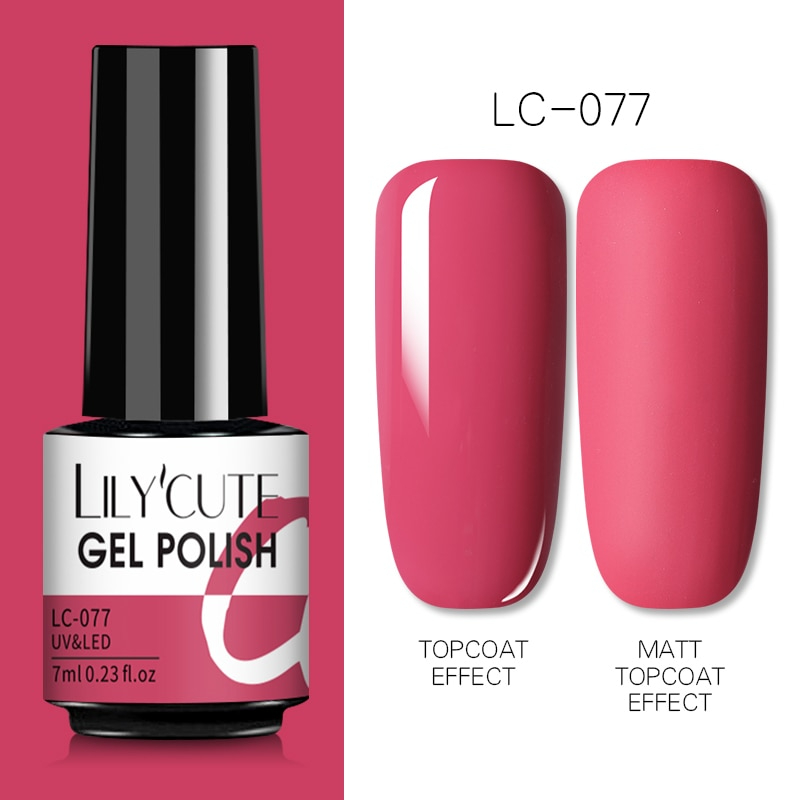 LILY'CUTE
GEL POLISH
LC-077
UV&LED
7ml 0.23 fl.oz
LC-077
TOPCOAT
EFFECT
MATT
TOPCOAT
EFFECT